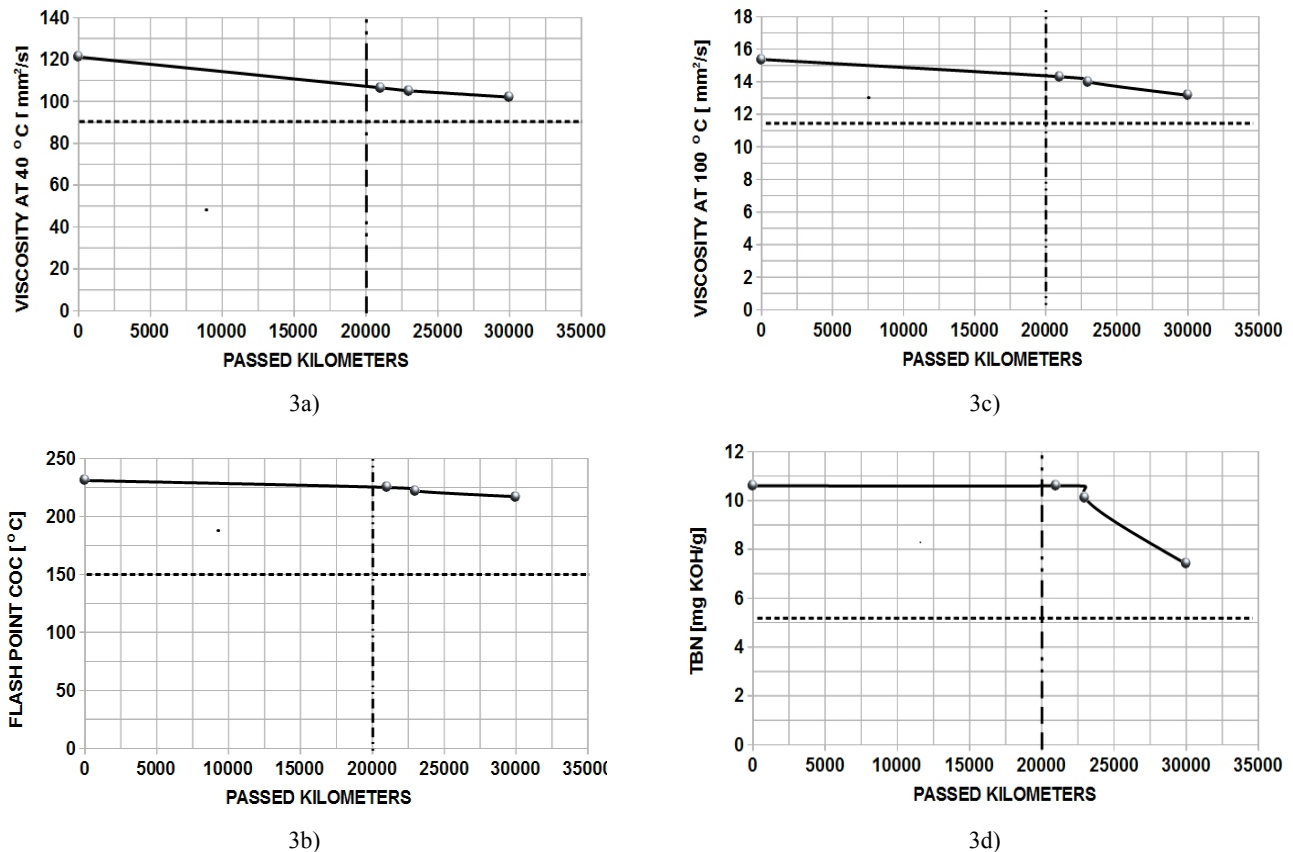 VISCOSITY AT 40 °C [ mm²/s]
140
120
100
80
60
40
20
0
0 5000 10000 15000 20000 25000 30000 35000
PASSED KILOMETERS
3a)
VISCOSITY AT 100 °C [ mm²/s]
18
16
14
12
10
8
6
4
2
0
0 5000 10000 15000 20000 25000 30000 35000
PASSED KILOMETERS
3c)
FLASH POINT COC [°C]
250
200
150
100
50
0
0 5000 10000 15000 20000 25000 30000 35000
PASSED KILOMETERS
3b)
TBN [mg KOH/g]
12
10
8
6
4
2
0
0 5000 10000 15000 20000 25000 30000 35000
PASSED KILOMETERS
3d)